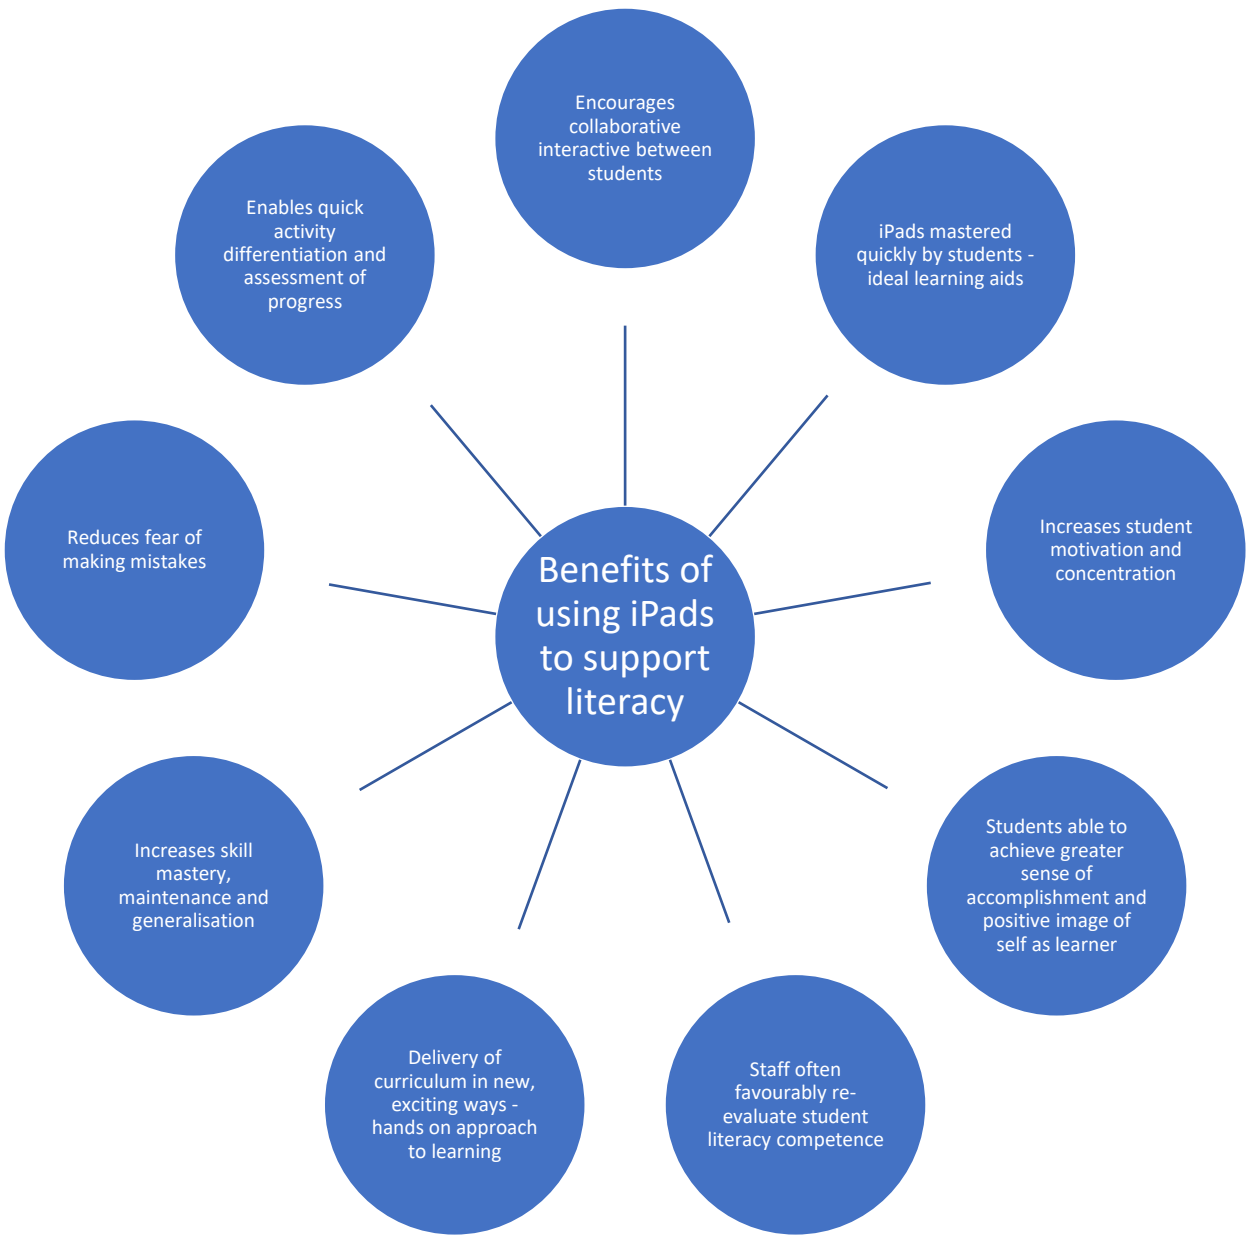 Benefits of
using iPads
to support
literacy
Encourages
collaborative
interactive between
students
iPads mastered
quickly by students -
ideal learning aids
Increases student
motivation and
concentration
Students able to
achieve greater
sense of
accomplishment and
positive image of
self as learner
Staff often
favourably re-
evaluate student
literacy competence
Delivery of
curriculum in new,
exciting ways -
hands on approach
to learning
Increases skill
mastery,
maintenance and
generalisation
Reduces fear of
making mistakes
Enables quick
activity
differentiation and
assessment of
progress